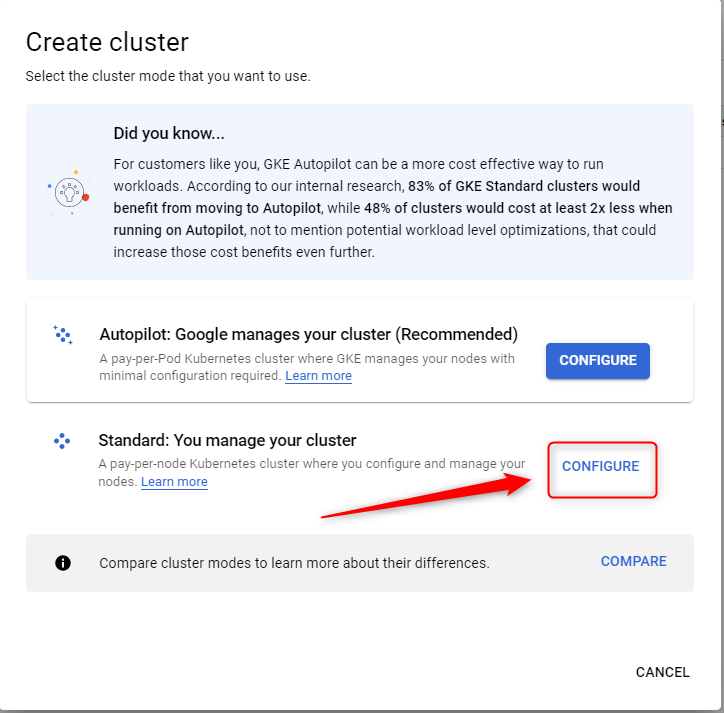 Create cluster
Select the cluster mode that you want to use.
Did you know...
For customers like you, GKE Autopilot can be a more cost effective way to run
workloads. According to our internal research, 83% of GKE Standard clusters would
benefit from moving to Autopilot, while 48% of clusters would cost at least 2x less when
running on Autopilot, not to mention potential workload level optimizations, that could
increase those cost benefits even further.
Autopilot: Google manages your cluster (Recommended)
A pay-per-Pod Kubernetes cluster where GKE manages your nodes with
minimal configuration required. Learn more
CONFIGURE
Standard: You manage your cluster
A pay-per-node Kubernetes cluster where you configure and manage your
nodes. Learn more
CONFIGURE
Compare cluster modes to learn more about their differences.
COMPARE
CANCEL